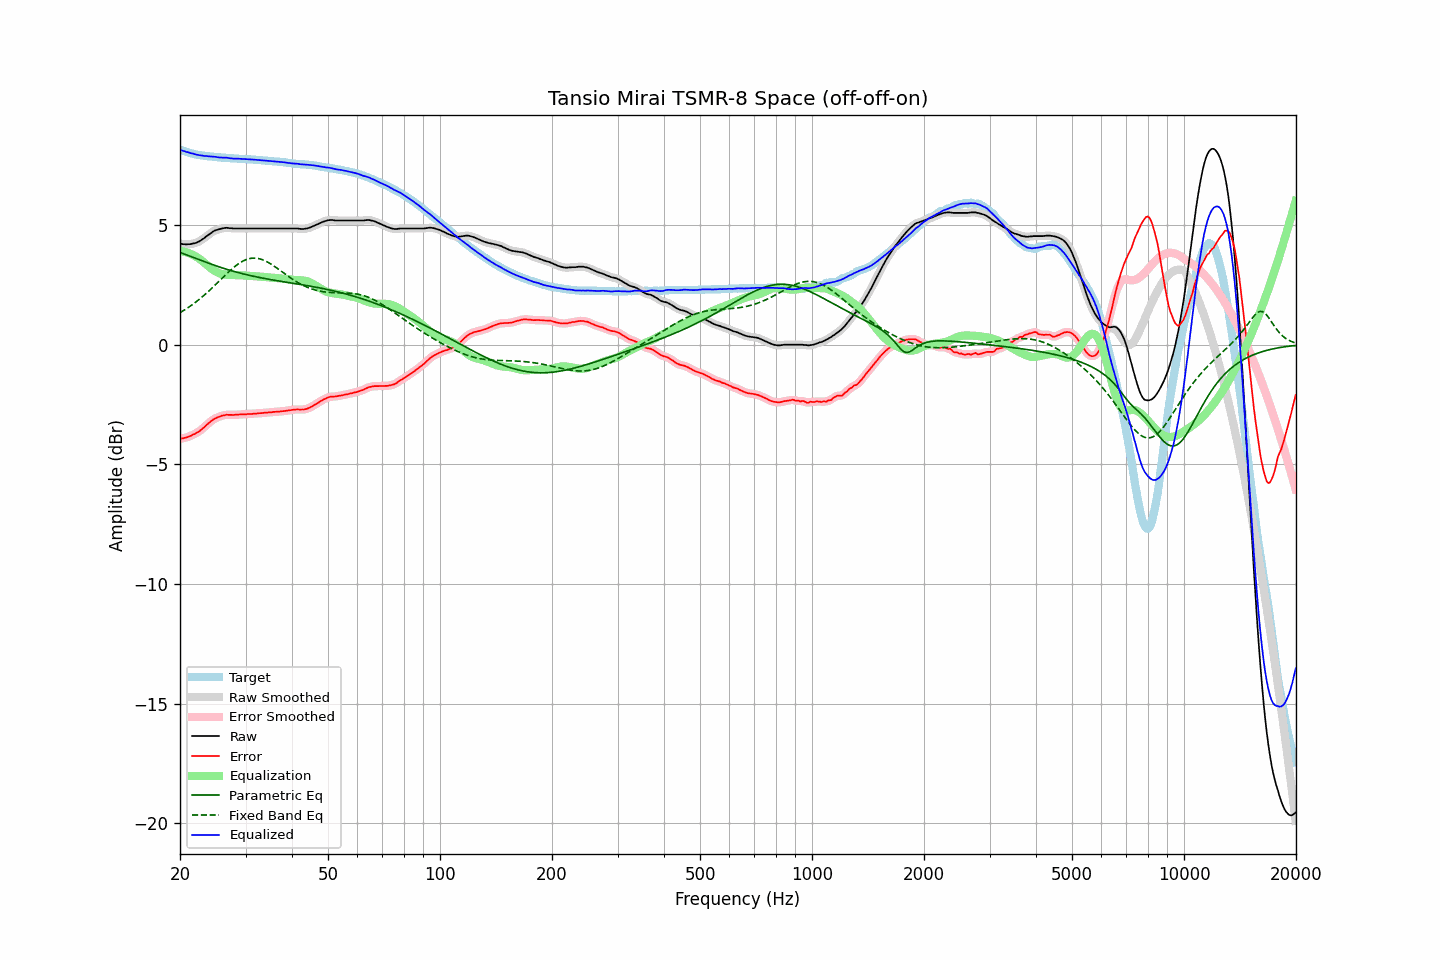 Tansio Mirai TSMR-8 Space (off-off-on)
Amplitude (dBr)
5
0
−5
−10
−15
−20
Target
Raw Smoothed
Error Smoothed
Raw
Error
Equalization
Parametric Eq
Fixed Band Eq
Equalized
20 50 100 200 500 1000 2000 5000 10000 20000
Frequency (Hz)